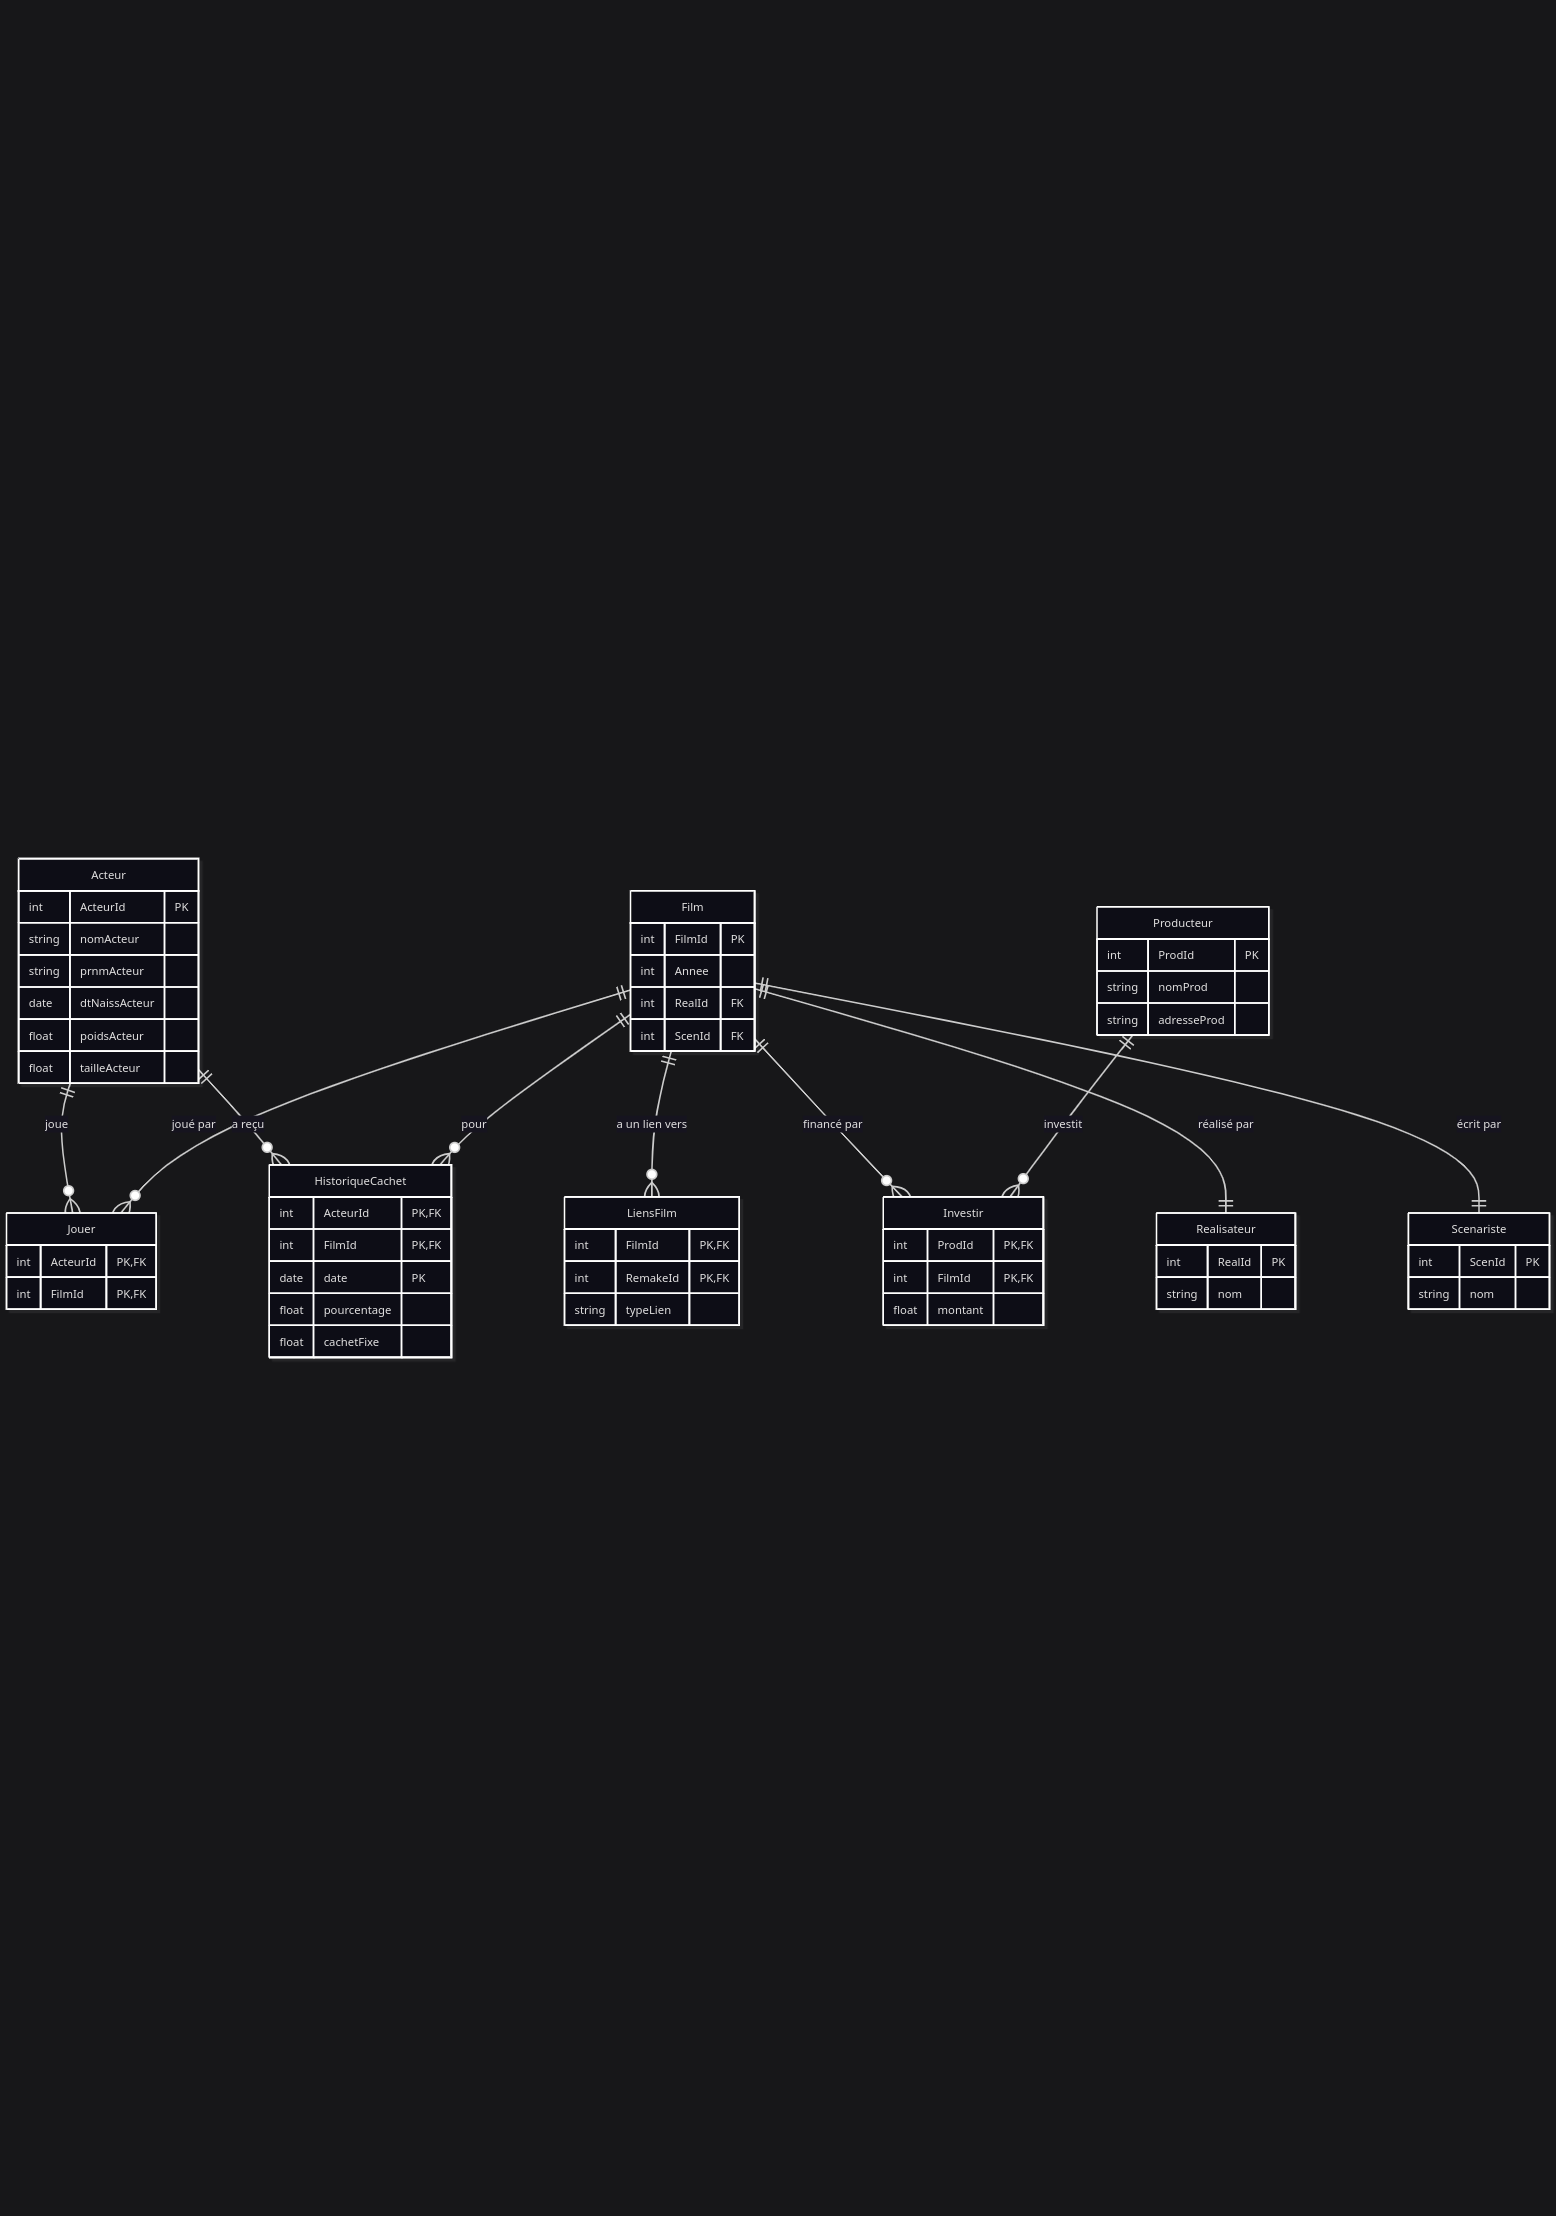 Acteur
int ActeurId PK
string nomActeur
string prnmActeur
date dtNaissActeur
float poidsActeur
float tailleActeur
Film
int FilmId PK
int Annee
int RealId FK
int ScenId FK
Producteur
int ProdId PK
string nomProd
string adresseProd
joue
joué par
a reçu
pour
a un lien vers
financé par
investit
réalisé par
écrit par
Jouer
int ActeurId PK,FK
int FilmId PK,FK
HistoriqueCachet
int ActeurId PK,FK
int FilmId PK,FK
date date PK
float pourcentage
float cachetFixe
LiensFilm
int FilmId PK,FK
int RemakeId PK,FK
string typeLien
Investir
int ProdId PK,FK
int FilmId PK,FK
float montant
Realisateur
int RealId PK
string nom
Scenariste
int ScenId PK
string nom